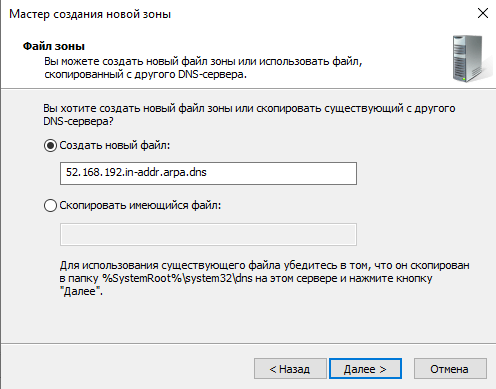 Мастер создания новой зоны
Файл зоны
Вы можете создать новый файл зоны или использовать файл,
скопированный с другого DNS-сервера.
Вы хотите создать новый файл зоны или скопировать существующий с другого
DNS-сервера?
Создать новый файл:
52.168.192.in-addr.arpa.dns
Скопировать имеющийся файл:
Для использования существующего файла убедитесь в том, что он скопирован
в папку %SystemRoot%\system32\dns на этом сервере и нажмите кнопку
"Далее".
< Назад
Далее >
Отмена